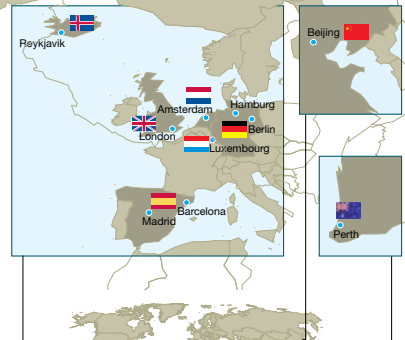 Reykjavik
Beijing
Amsterdam
Hamburg
Berlin
London
Luxembourg
Barcelona
Madrid
Perth